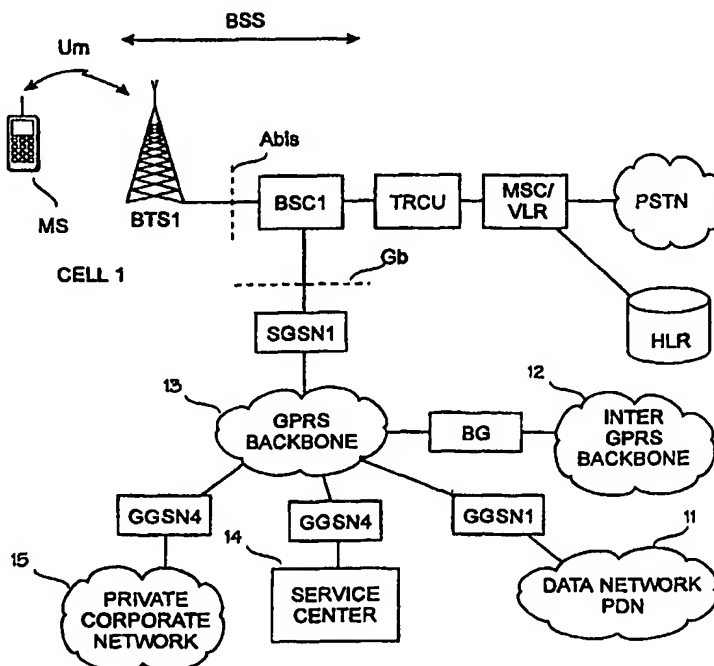 BSS
Um
Abis
BSC1
TRCU
MSC/
VLR
PSTN
MS
BTS1
CELL 1
Gb
HLR
SGSN1
13
GPRS
BACKBONE
BG
12
INTER
GPRS
BACKBONE
GGSN4
GGSN4
GGSN1
15
PRIVATE
CORPORATE
NETWORK
14
SERVICE
CENTER
11
DATA NETWORK
PDN